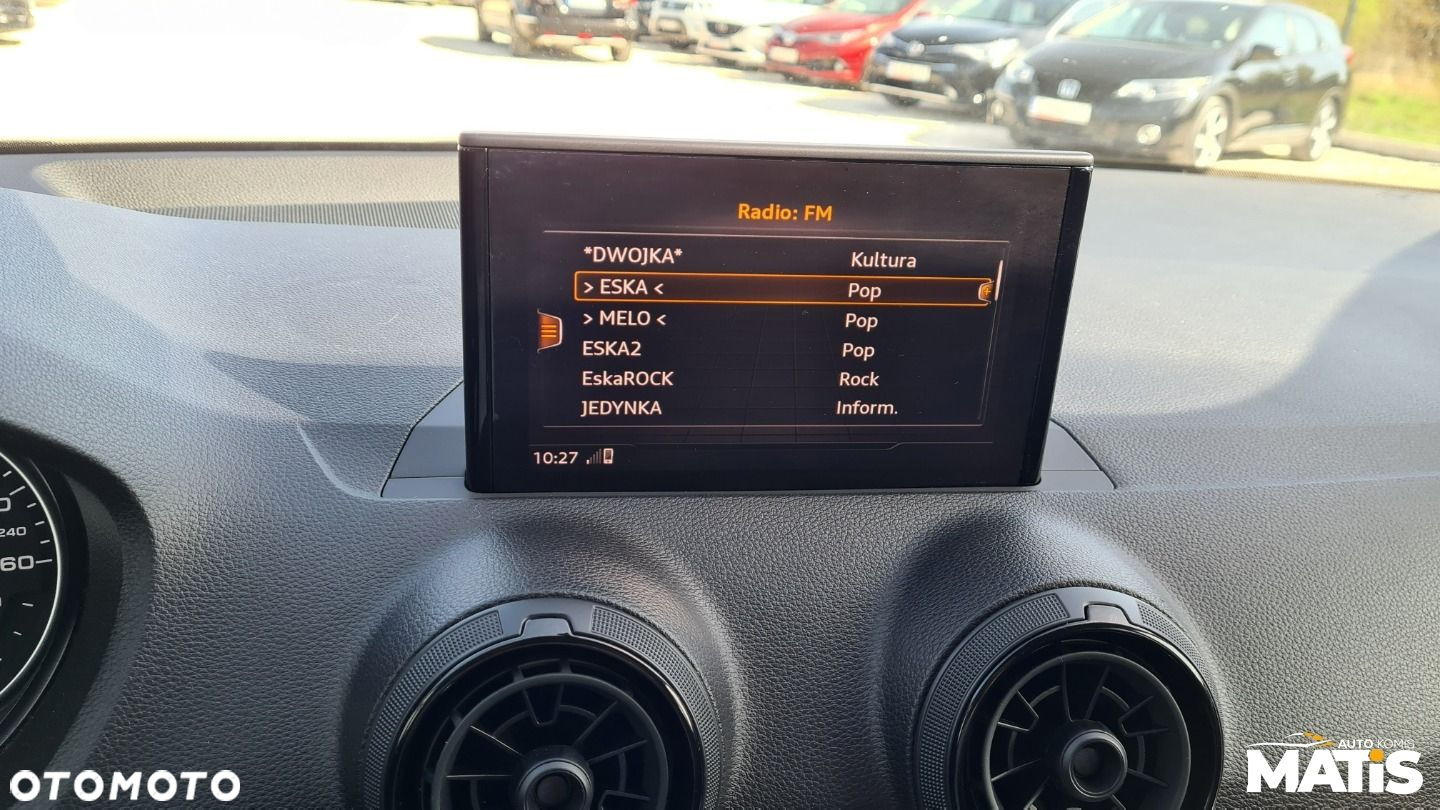 Radio: FM
*DWOJKA* Kultura
> ESKA < Pop
> MELO < Pop
ESKA2 Pop
EskaROCK Rock
JEDYNKA Inform.
10:27
240
60
OTOMOTO
AUTO KOMIS
MATIS